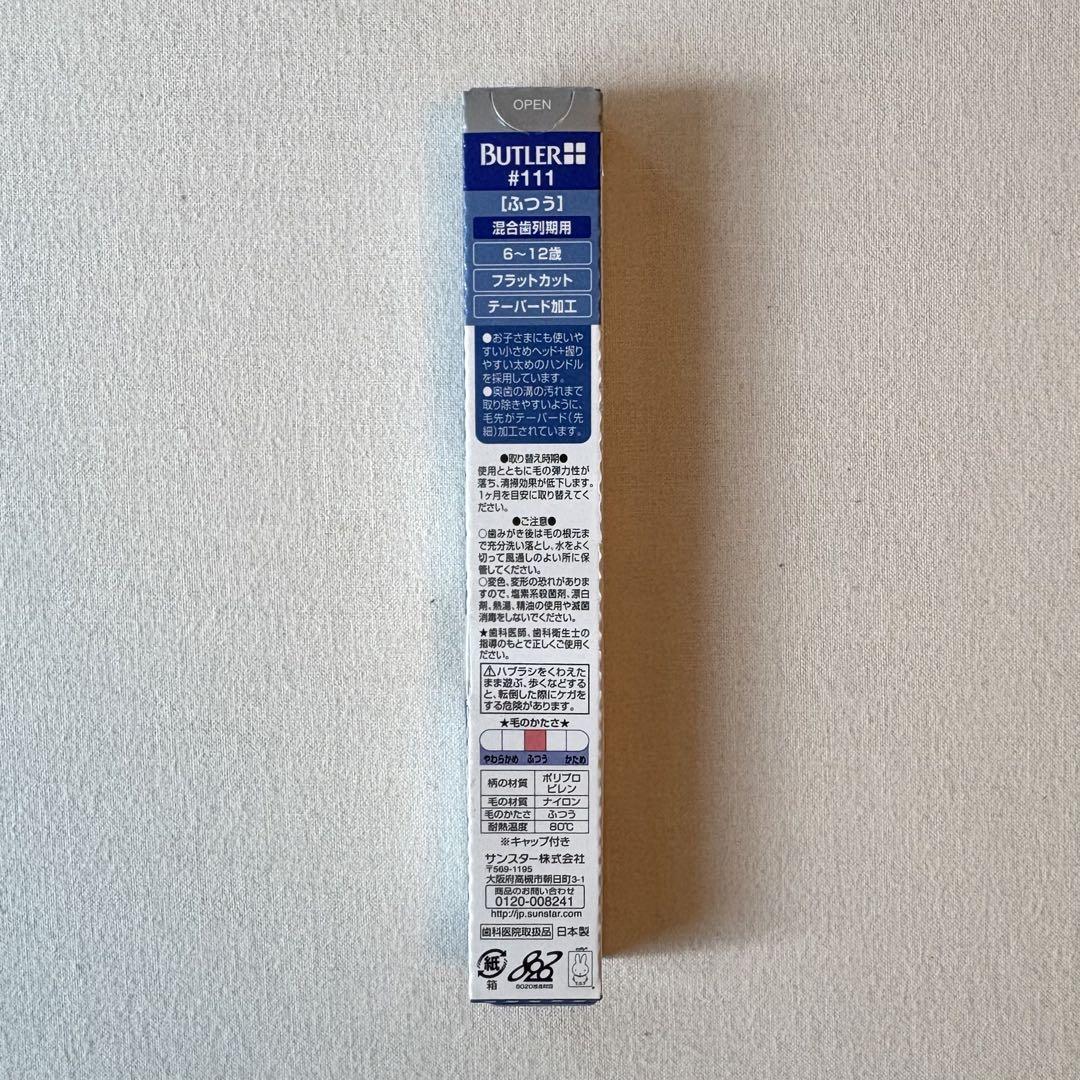 OPEN
BUTLER
#111
[ふつう]
混合歯列期用
6〜12歳
フラットカット
テーパード加工
●お子さまにも使いや
すい小さめヘッド+握り
やすい太めのハンドル
を採用しています。
●奥歯の溝の汚れまで
取り除きやすいように、
毛先がテーパード(先
細)加工されています。
●取り替え時期●
使用とともに毛の弾力性が
落ち、清掃効果が低下します。
1ヶ月を目安に取り替えてく
ださい。
●ご注意●
○歯みがき後は毛の根元ま
で充分洗い落とし、水をよく
切って風通しのよい所に保
管してください。
○変色、変形の恐れがありま
すので、塩素系殺菌剤、漂白
剤、熱湯、精油の使用や滅菌
消毒をしないでください。
★歯科医師、歯科衛生士の
指導のもとで正しくご使用く
ださい。
⚠ハブラシをくわえた
まま遊ぶ、歩くなどする
と、転倒した際にケガを
する危険があります。
★毛のかたさ★
やわらかめ ふつう かため
柄の材質 ポリプロ
ピレン
毛の材質 ナイロン
毛のかたさ ふつう
耐熱温度 80℃
※キャップ付き
サンスター株式会社
〒569-1195
大阪府高槻市朝日町3-1
商品のお問い合わせ
0120-008241
http://jp.sunstar.com
歯科医院取扱品 日本製
紙
箱
8020
8020推進財団